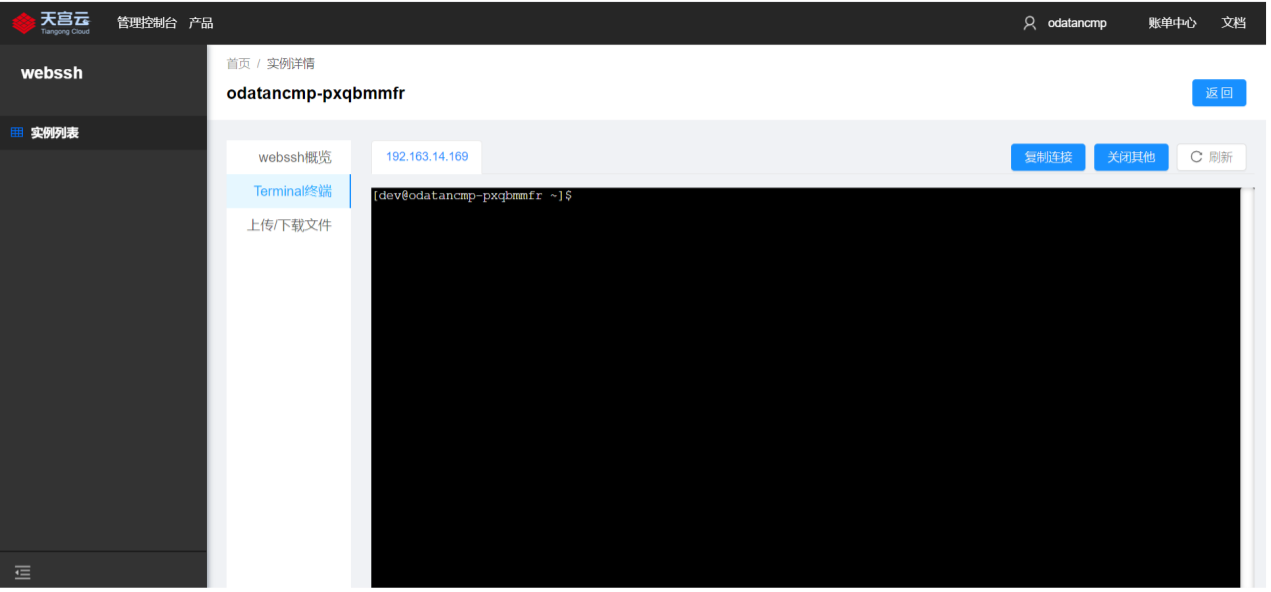 天宫云 管理控制台 产品 odatancmp 账单中心 文档
Tiangong Cloud
webssh
首页 / 实例详情
odatancmp-pxqbmmfr
返 回
实例列表
webssh概览
Terminal终端
上传/下载文件
192.163.14.169
复制连接 关闭其他 刷新
[dev@odatancmp-pxqbmmfr ~]$